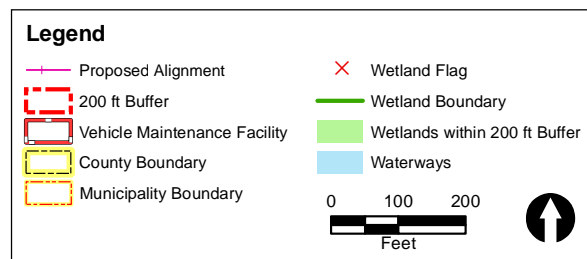 Legend
Proposed Alignment
200 ft Buffer
Vehicle Maintenance Facility
County Boundary
Municipality Boundary
Wetland Flag
Wetland Boundary
Wetlands within 200 ft Buffer
Waterways
0 100 200
Feet